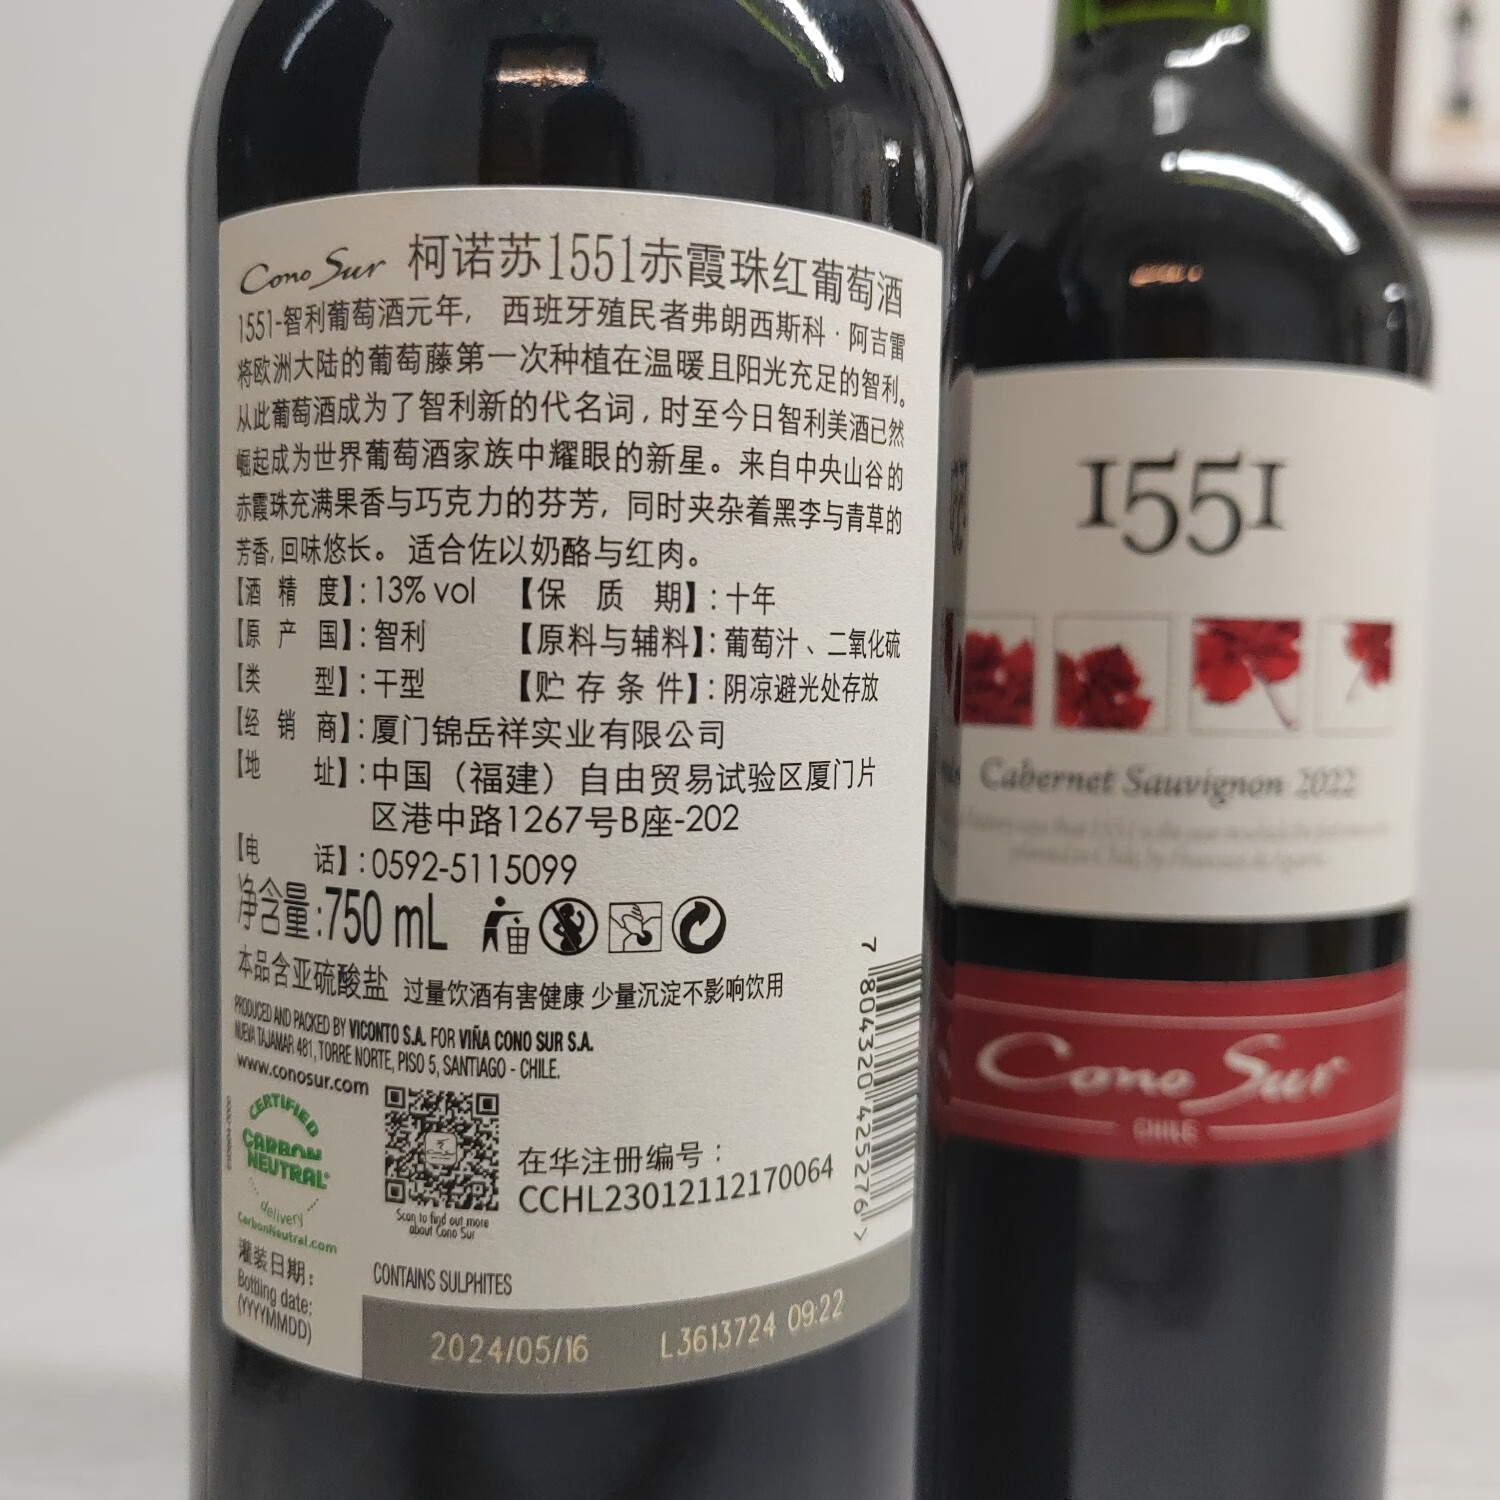 Cono Sur 柯诺苏1551赤霞珠红葡萄酒
1551-智利葡萄酒元年， 西班牙殖民者弗朗西斯科·阿吉雷
将欧洲大陆的葡萄藤第一次种植在温暖且阳光充足的智利。
从此葡萄酒成为了智利新的代名词，时至今日智利美酒已然
崛起成为世界葡萄酒家族中耀眼的新星。来自中央山谷的
赤霞珠充满果香与巧克力的芬芳，同时夹杂着黑李与青草的
芳香,回味悠长。 适合佐以奶酪与红肉。
【酒精度】:13% vol 【保质期】:十年
【原产国】:智利 【原料与辅料】:葡萄汁、二氧化硫
【类型】:干型 【贮存条件】:阴凉避光处存放
【经销商】:厦门锦岳祥实业有限公司
【地址】:中国（福建）自由贸易试验区厦门片
区港中路1267号B座-202
【电话】:0592-5115099
净含量:750 mL
本品含亚硫酸盐 过量饮酒有害健康 少量沉淀不影响饮用
PRODUCED AND PACKED BY VICONTO S.A. FOR VIÑA CONO SUR S.A.
NUEVA TAJAMAR 481, TORRE NORTE, PISO 5, SANTIAGO - CHILE.
www.conosur.com
CERTIFIED
CARBON
NEUTRAL
delivery
CarbonNeutral.com
Scan to find out more
about Cono Sur
在华注册编号：
CCHL23012112170064
7 804320 425276 >
灌装日期：
Bottling date:
(YYYYMMDD)
CONTAINS SULPHITES
2024/05/16 L3613724 09:22
1551
Cabernet Sauvignon 2022
Cono Sur
CHILE